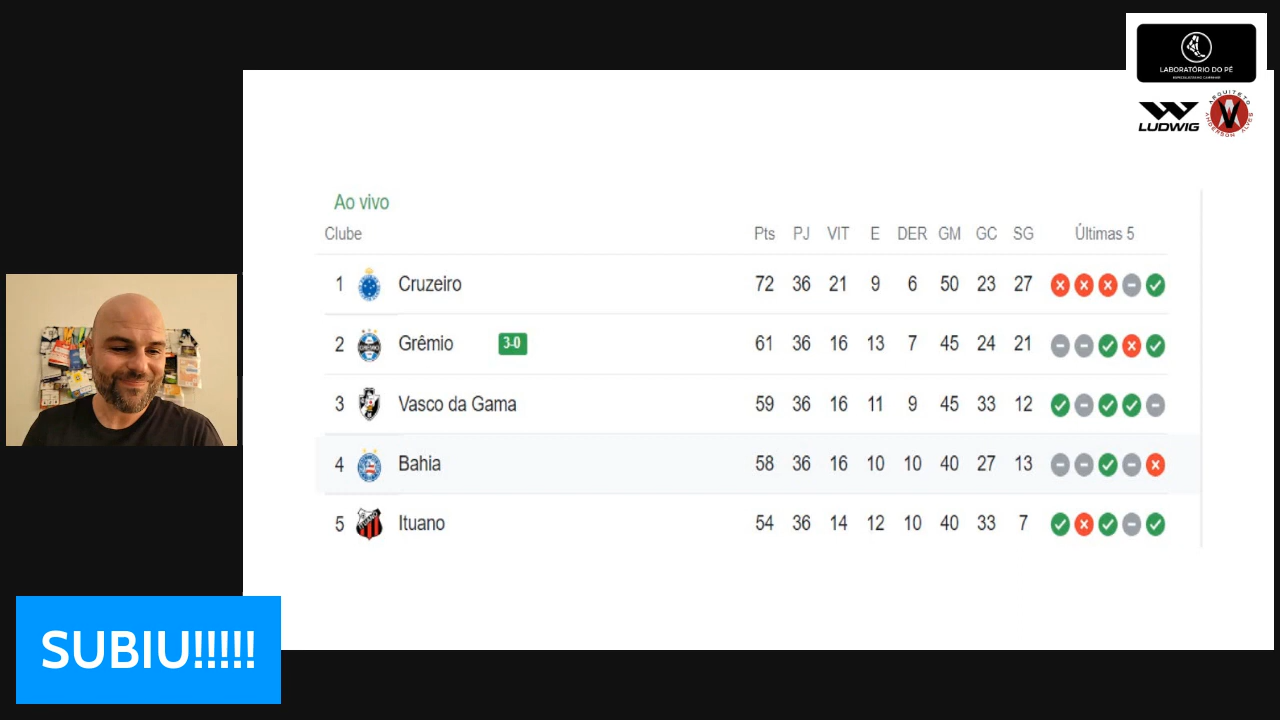 LABORATÓRIO DO PÉ
LUDWIG
ARQUITETO
ANDERSON ALVES
Ao vivo
Clube Pts PJ VIT E DER GM GC SG Últimas 5
1 Cruzeiro 72 36 21 9 6 50 23 27
2 Grêmio 3-0 61 36 16 13 7 45 24 21
3 Vasco da Gama 59 36 16 11 9 45 33 12
4 Bahia 58 36 16 10 10 40 27 13
5 Ituano 54 36 14 12 10 40 33 7
SUBIU!!!!!